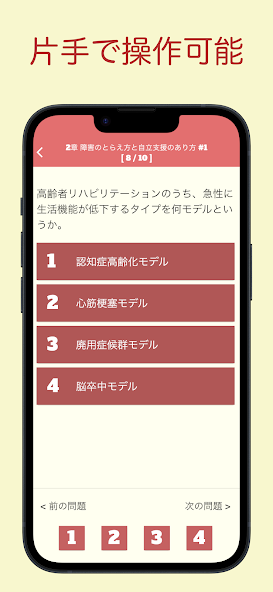 片手で操作可能
2章 障害のとらえ方と自立支援のあり方 #1
[ 8 / 10 ]
高齢者リハビリテーションのうち、急性に
生活機能が低下するタイプを何モデルとい
うか。
1 認知症高齢化モデル
2 心筋梗塞モデル
3 廃用症候群モデル
4 脳卒中モデル
< 前の問題 次の問題 >
1 2 3 4